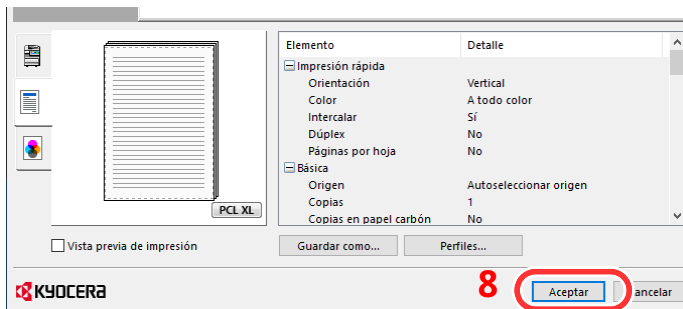 Elemento Detalle
Impresión rápida
Orientación Vertical
Color A todo color
Intercalar Sí
Dúplex No
Páginas por hoja No
Básica
Origen Autoseleccionar origen
Copias 1
Copias en papel carbón No
PCL XL
Vista previa de impresión Guardar como... Perfiles...
KYOCERA 8 Aceptar ancelar